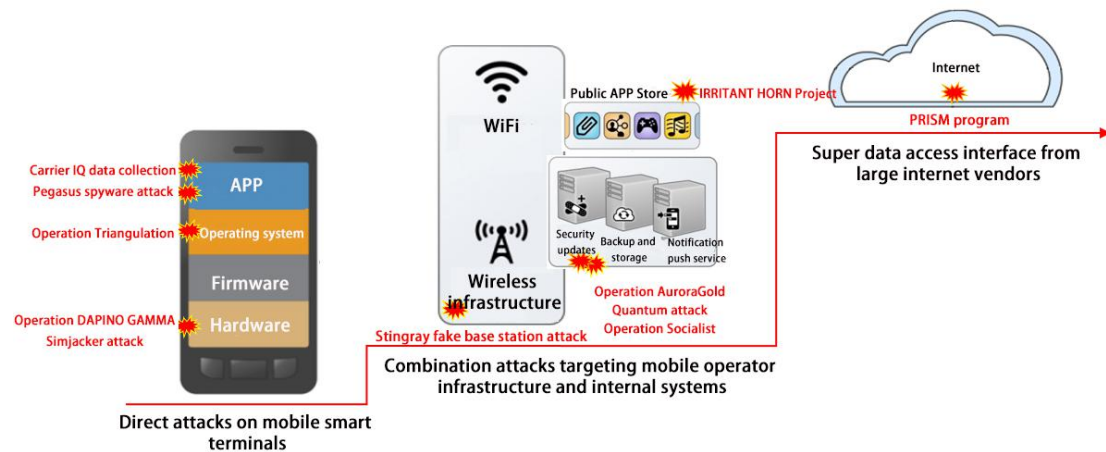 Carrier IQ data collection
Pegasus spyware attack
APP
Operation Triangulation
Operating system
Firmware
Operation DAPINO GAMMA
Simjacker attack
Hardware
Direct attacks on mobile smart
terminals
WiFi
Wireless
infrastructure
Stingray fake base station attack
Public APP Store
IRRITANT HORN Project
Security
updates
Backup and
storage
Notification
push service
Operation AuroraGold
Quantum attack
Operation Socialist
Combination attacks targeting mobile operator
infrastructure and internal systems
Internet
PRISM program
Super data access interface from
large internet vendors